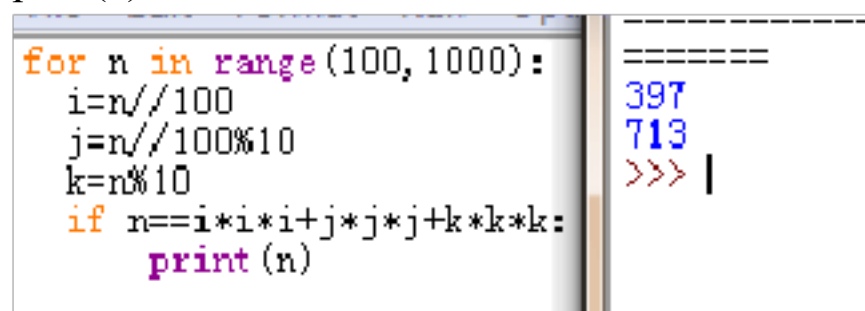 for n in range(100,1000):
i=n//100
j=n//100%10
k=n%10
if n==i*i*i+j*j*j+k*k*k:
print(n)
============
=======
397
713
>>>